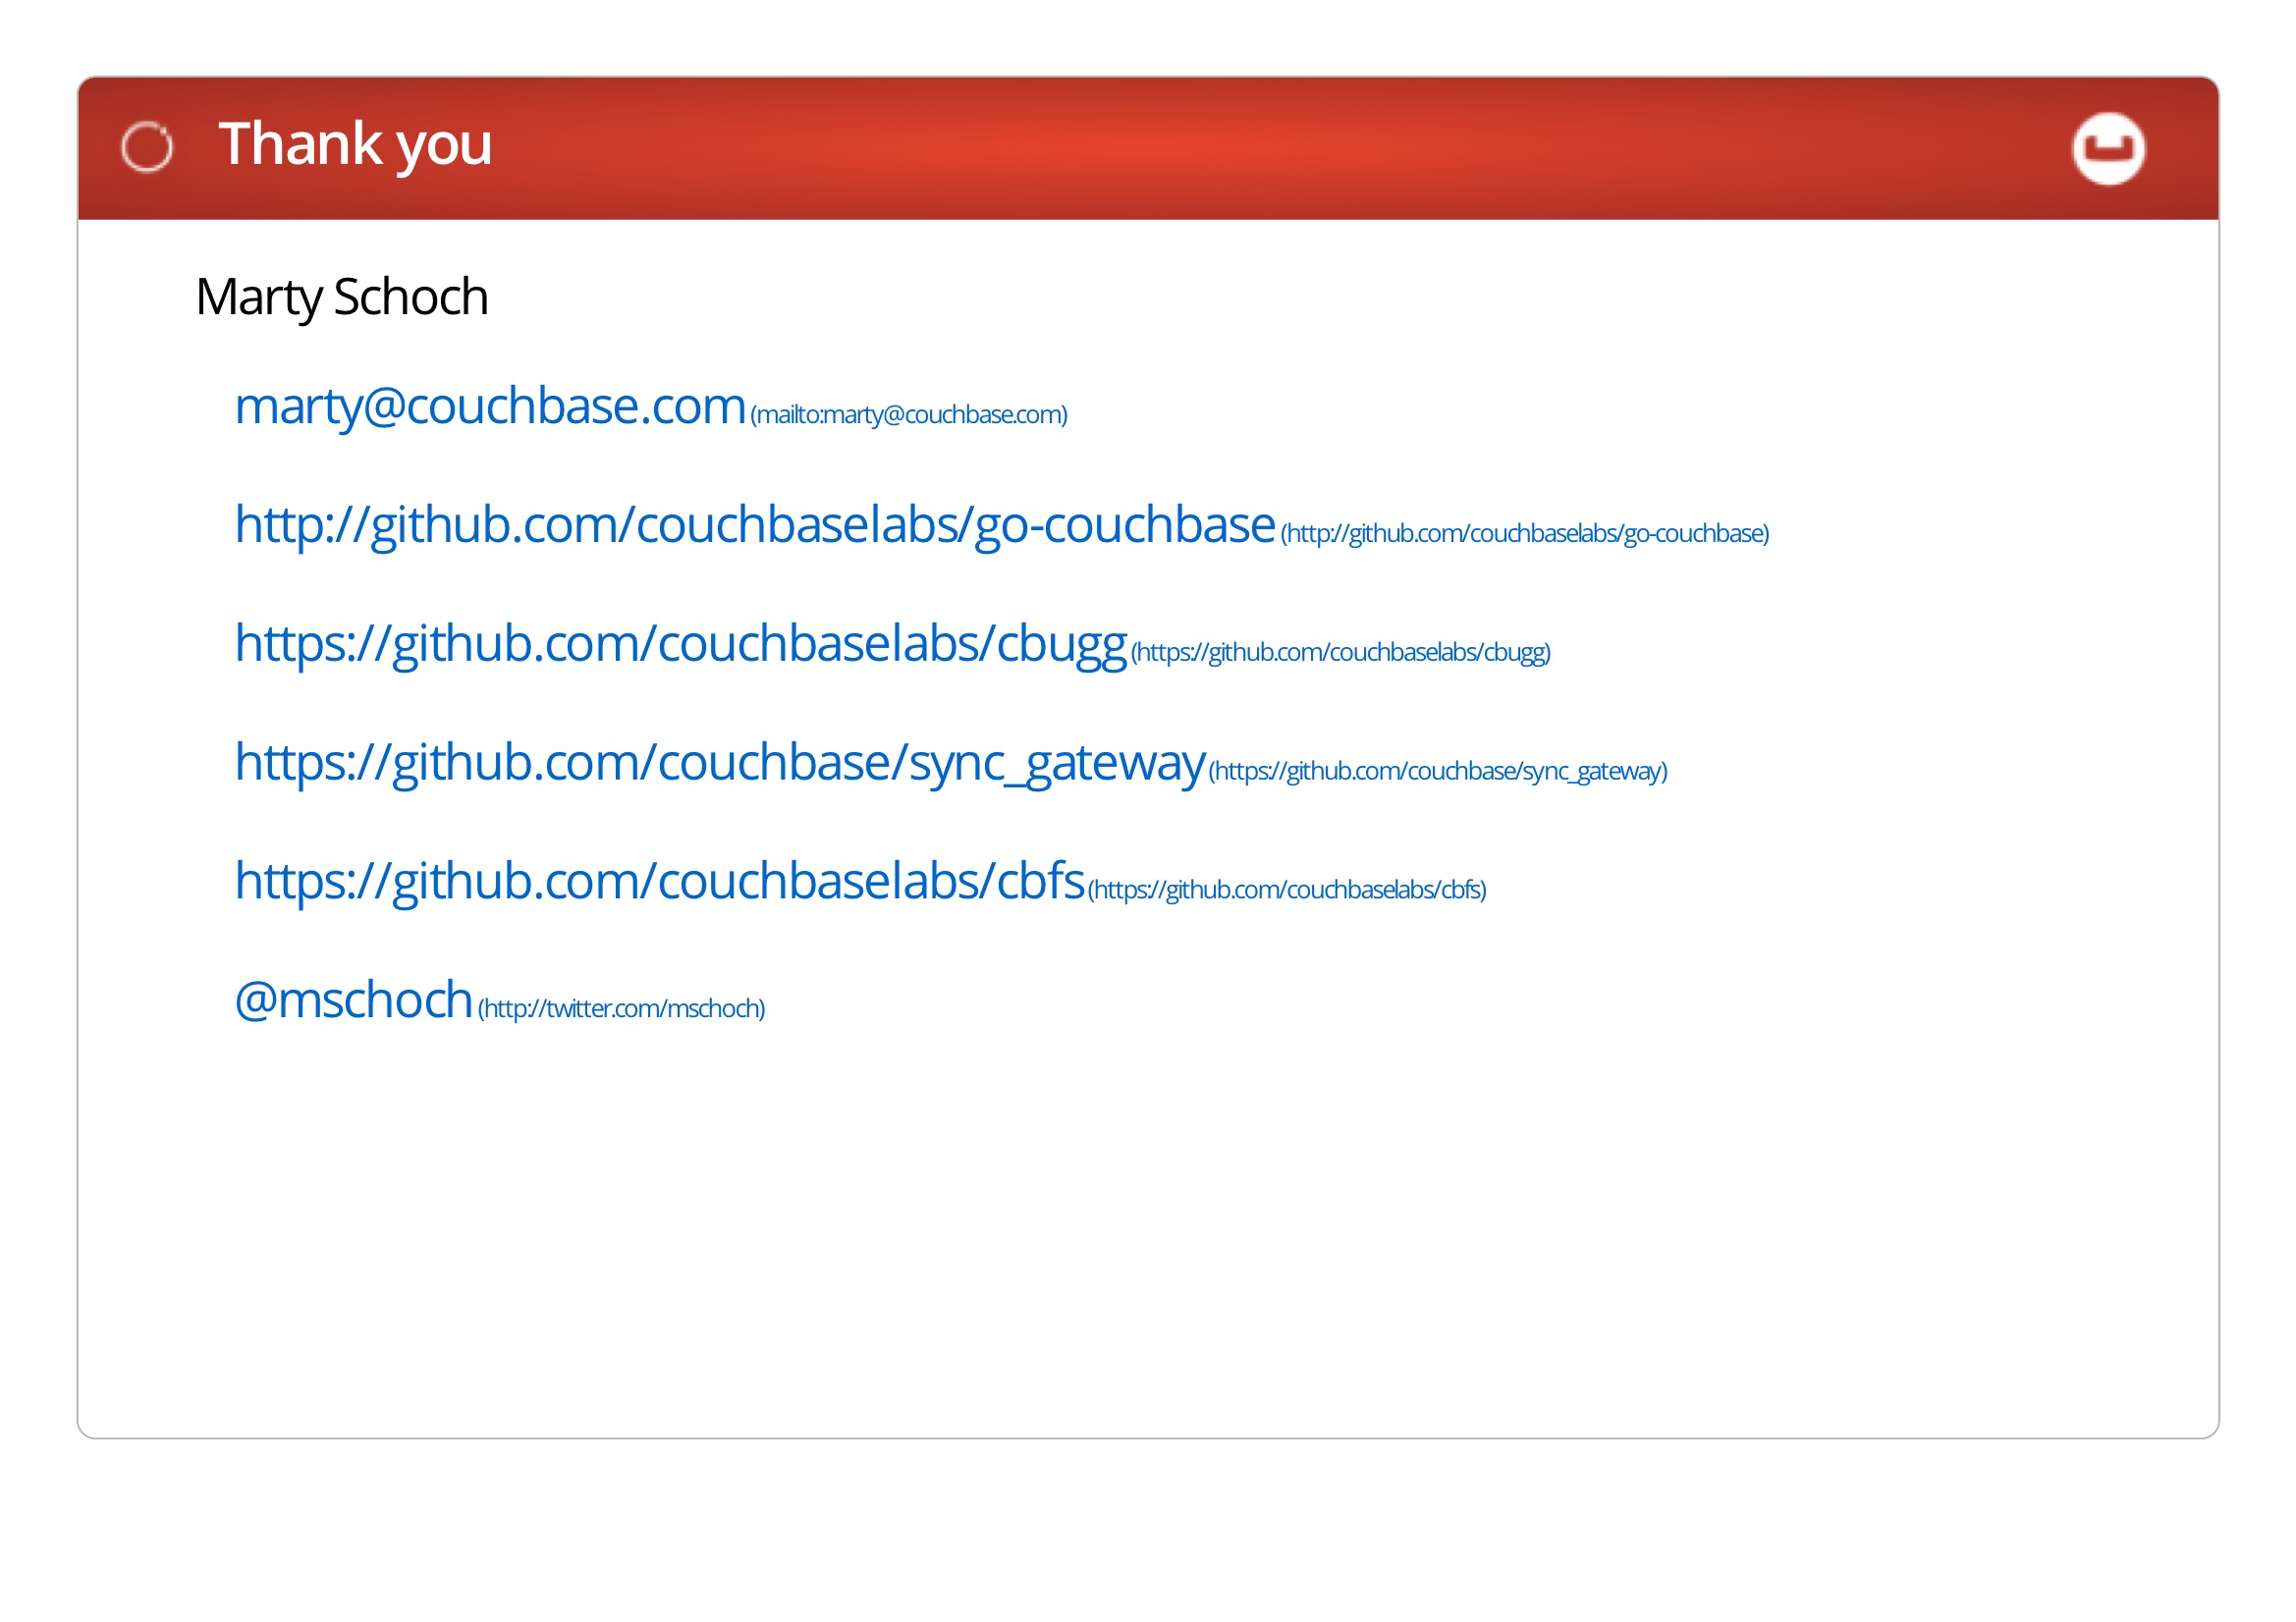 Thank you
Marty Schoch
marty@couchbase.com (mailto:marty@couchbase.com)
http://github.com/couchbaselabs/go-couchbase (http://github.com/couchbaselabs/go-couchbase)
https://github.com/couchbaselabs/cbugg (https://github.com/couchbaselabs/cbugg)
https://github.com/couchbase/sync_gateway (https://github.com/couchbase/sync_gateway)
https://github.com/couchbaselabs/cbfs (https://github.com/couchbaselabs/cbfs)
@mschoch (http://twitter.com/mschoch)